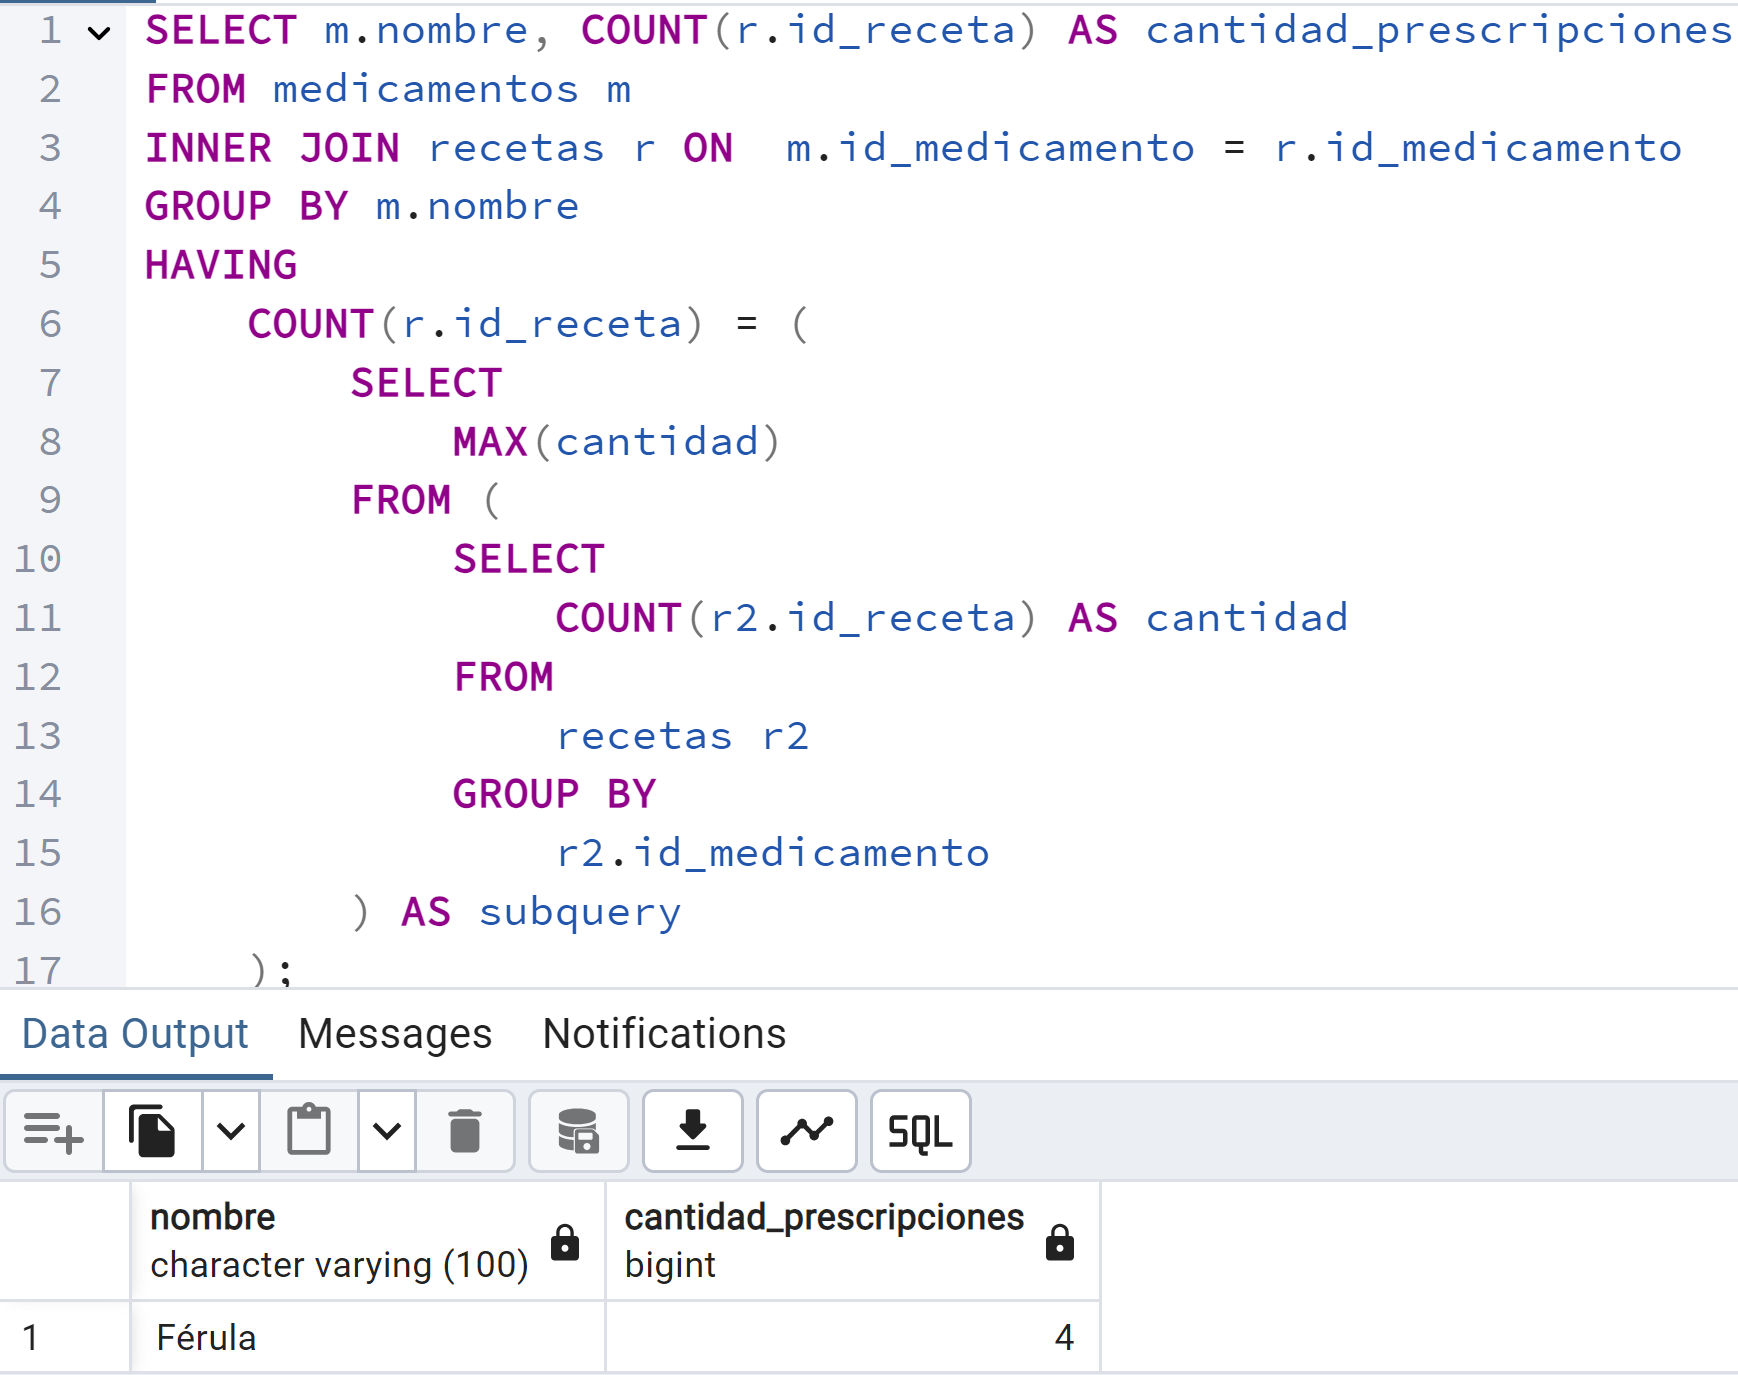 1 SELECT m.nombre, COUNT(r.id_receta) AS cantidad_prescripciones
2 FROM medicamentos m
3 INNER JOIN recetas r ON  m.id_medicamento = r.id_medicamento
4 GROUP BY m.nombre
5 HAVING
6     COUNT(r.id_receta) = (
7         SELECT
8             MAX(cantidad)
9         FROM (
10             SELECT
11                 COUNT(r2.id_receta) AS cantidad
12             FROM
13                 recetas r2
14             GROUP BY
15                 r2.id_medicamento
16         ) AS subquery
17     );
Data Output Messages Notifications
SQL
nombre cantidad_prescripciones
character varying (100) bigint
1 Férula 4